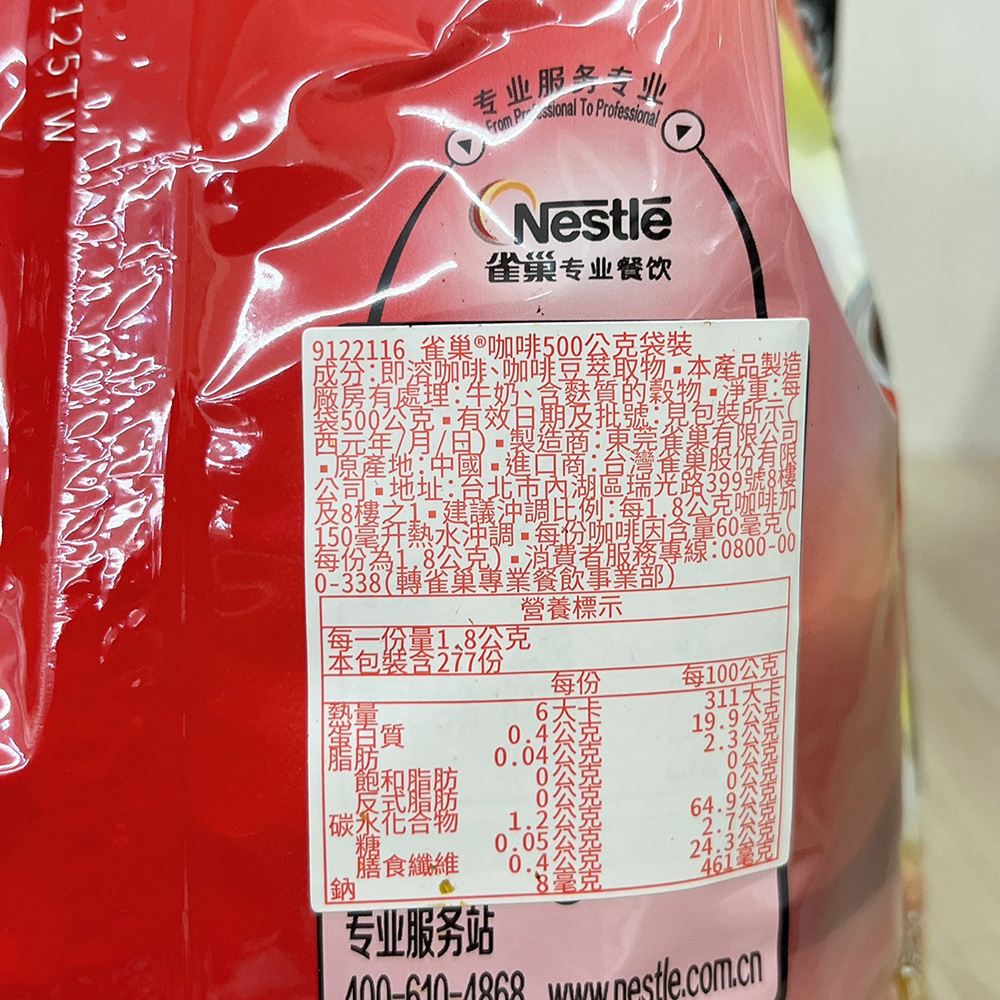 125TW
专业服务专业
From Professional To Professional
Nestlé
雀巢专业餐饮
9122116 雀巢®咖啡500公克袋裝
成分:即溶咖啡、咖啡豆萃取物▪本產品製造
廠房有處理:牛奶、含麩質的穀物▪淨重:每
袋500公克▪有效日期及批號:見包裝所示(
西元年/月/日)▪製造商:東莞雀巢有限公司
▪原產地:中國▪進口商:台灣雀巢股份有限
公司▪地址:台北市內湖區瑞光路399號8樓
及8樓之1▪建議沖調比例:每1.8公克咖啡加
150毫升熱水沖調▪每份咖啡因含量60毫克(
每份為1.8公克)▪消費者服務專線:0800-00
0-338(轉雀巢專業餐飲事業部)
營養標示
每一份量1.8公克
本包裝含277份
每份 每100公克
熱量 6大卡 311大卡
蛋白質 0.4公克 19.9公克
脂肪 0.04公克 2.3公克
飽和脂肪 0公克 0公克
反式脂肪 0公克 0公克
碳水化合物 1.2公克 64.9公克
糖 0.05公克 2.7公克
膳食纖維 0.4公克 24.3公克
鈉 8毫克 461毫克
专业服务站
400-610-4868 www.nestle.com.cn